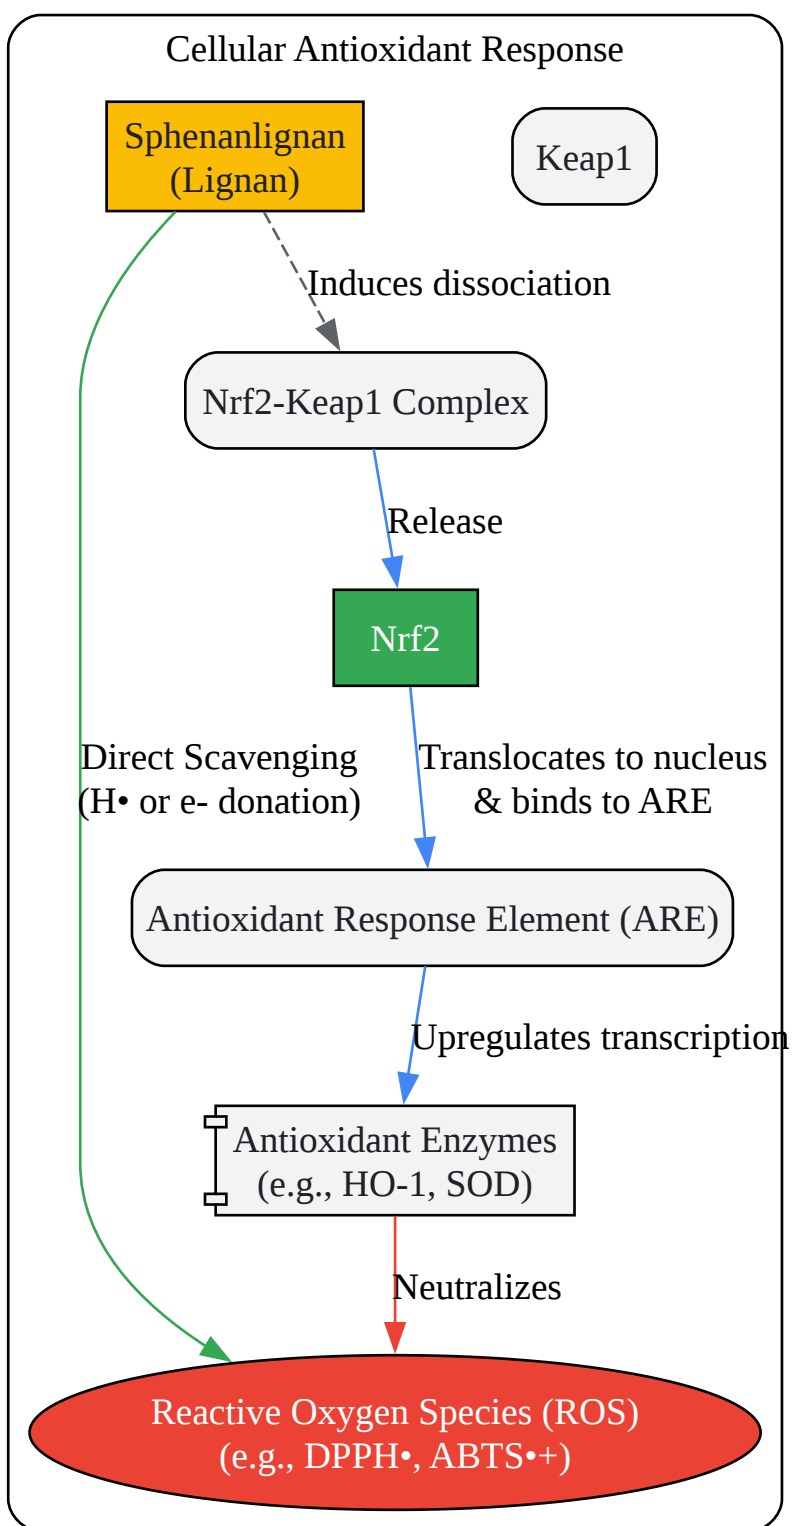 Cellular Antioxidant Response
Sphenanlignan
(Lignan)
Keap1
Induces dissociation
Nrf2-Keap1 Complex
Release
Nrf2
Direct Scavenging
(H• or e- donation)
Translocates to nucleus
& binds to ARE
Antioxidant Response Element (ARE)
Upregulates transcription
Antioxidant Enzymes
(e.g., HO-1, SOD)
Neutralizes
Reactive Oxygen Species (ROS)
(e.g., DPPH•, ABTS•+)